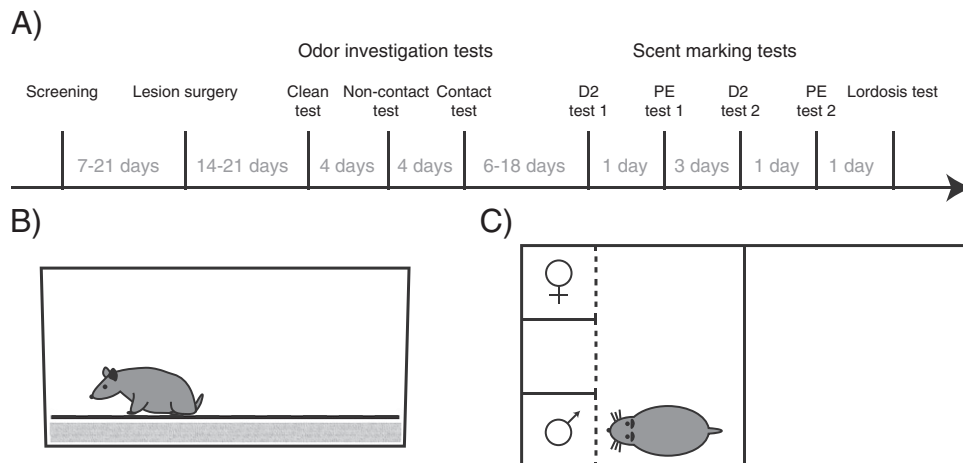 A)
Odor investigation tests
Scent marking tests
Screening
Lesion surgery
Clean test
Non-contact test
Contact test
D2 test 1
PE test 1
D2 test 2
PE test 2
Lordosis test
7-21 days
14-21 days
4 days
4 days
6-18 days
1 day
3 days
1 day
1 day
B)
C)